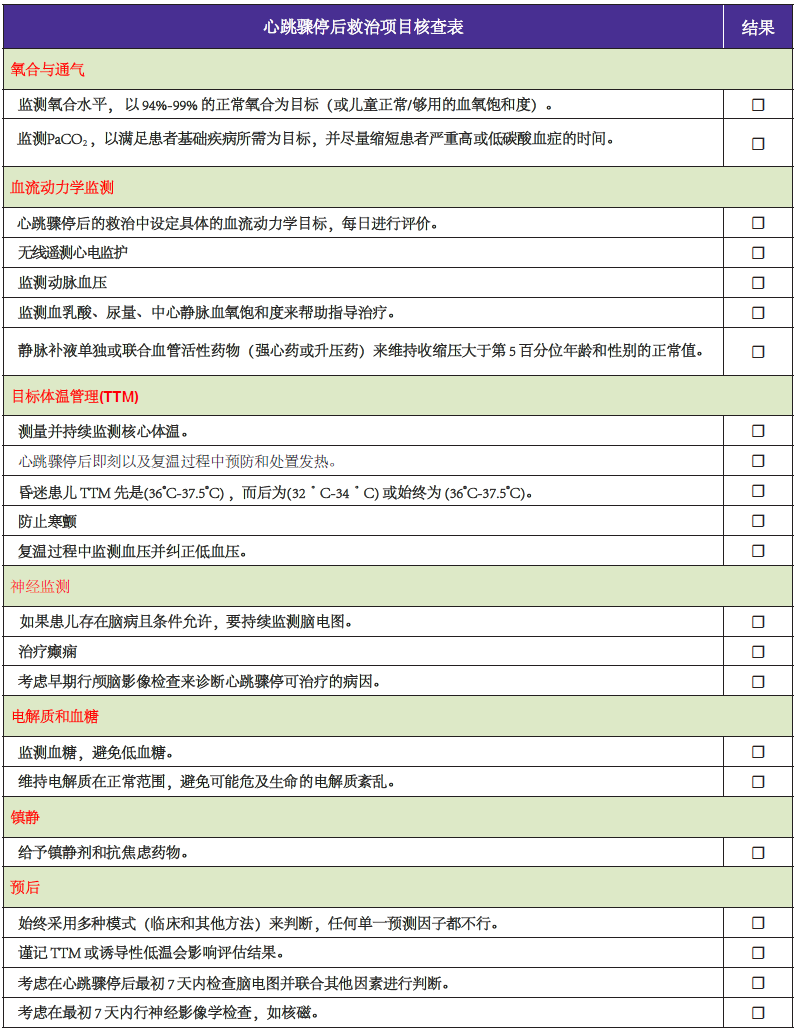 心跳骤停后救治项目核查表 结果
氧合与通气
监测氧合水平， 以 94%-99% 的正常氧合为目标（或儿童正常/够用的血氧饱和度）。 ❐
监测PaCO₂，以满足患者基础疾病所需为目标，并尽量缩短患者严重高或低碳酸血症的时间。 ❐
血流动力学监测
心跳骤停后的救治中设定具体的血流动力学目标，每日进行评价。 ❐
无线遥测心电监护 ❐
监测动脉血压 ❐
监测血乳酸、尿量、中心静脉血氧饱和度来帮助指导治疗。 ❐
静脉补液单独或联合血管活性药物（强心药或升压药）来维持收缩压大于第 5 百分位年龄和性别的正常值。 ❐
目标体温管理(TTM)
测量并持续监测核心体温。 ❐
心跳骤停后即刻以及复温过程中预防和处置发热。 ❐
昏迷患儿 TTM 先是(36˚C-37.5˚C) ，而后为(32 ˚ C-34 ˚ C) 或始终为 (36˚C-37.5˚C)。 ❐
防止寒颤 ❐
复温过程中监测血压并纠正低血压。 ❐
神经监测
如果患儿存在脑病且条件允许，要持续监测脑电图。 ❐
治疗癫痫 ❐
考虑早期行颅脑影像检查来诊断心跳骤停可治疗的病因。 ❐
电解质和血糖
监测血糖，避免低血糖。 ❐
维持电解质在正常范围，避免可能危及生命的电解质紊乱。 ❐
镇静
给予镇静剂和抗焦虑药物。 ❐
预后
始终采用多种模式（临床和其他方法）来判断，任何单一预测因子都不行。 ❐
谨记 TTM 或诱导性低温会影响评估结果。 ❐
考虑在心跳骤停后最初 7 天内检查脑电图并联合其他因素进行判断。 ❐
考虑在最初 7 天内行神经影像学检查，如核磁。 ❐